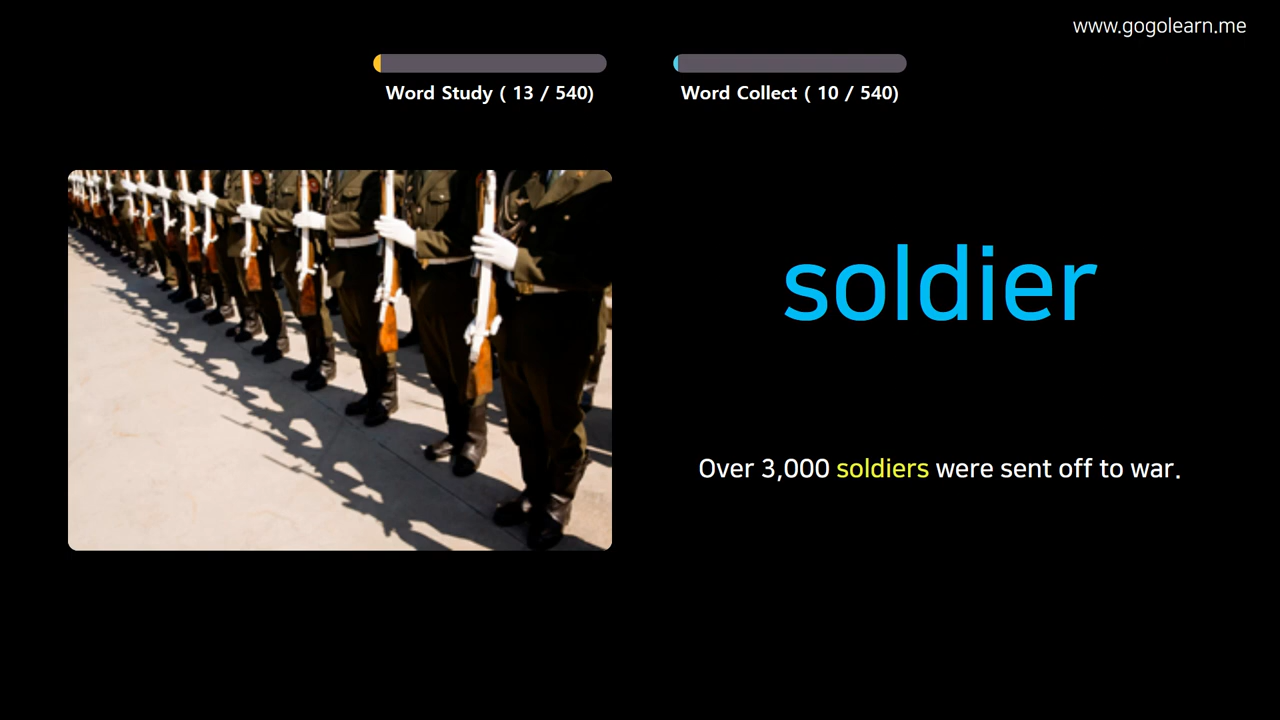 www.gogolearn.me
Word Study ( 13 / 540)
Word Collect ( 10 / 540)
soldier
Over 3,000 soldiers were sent off to war.